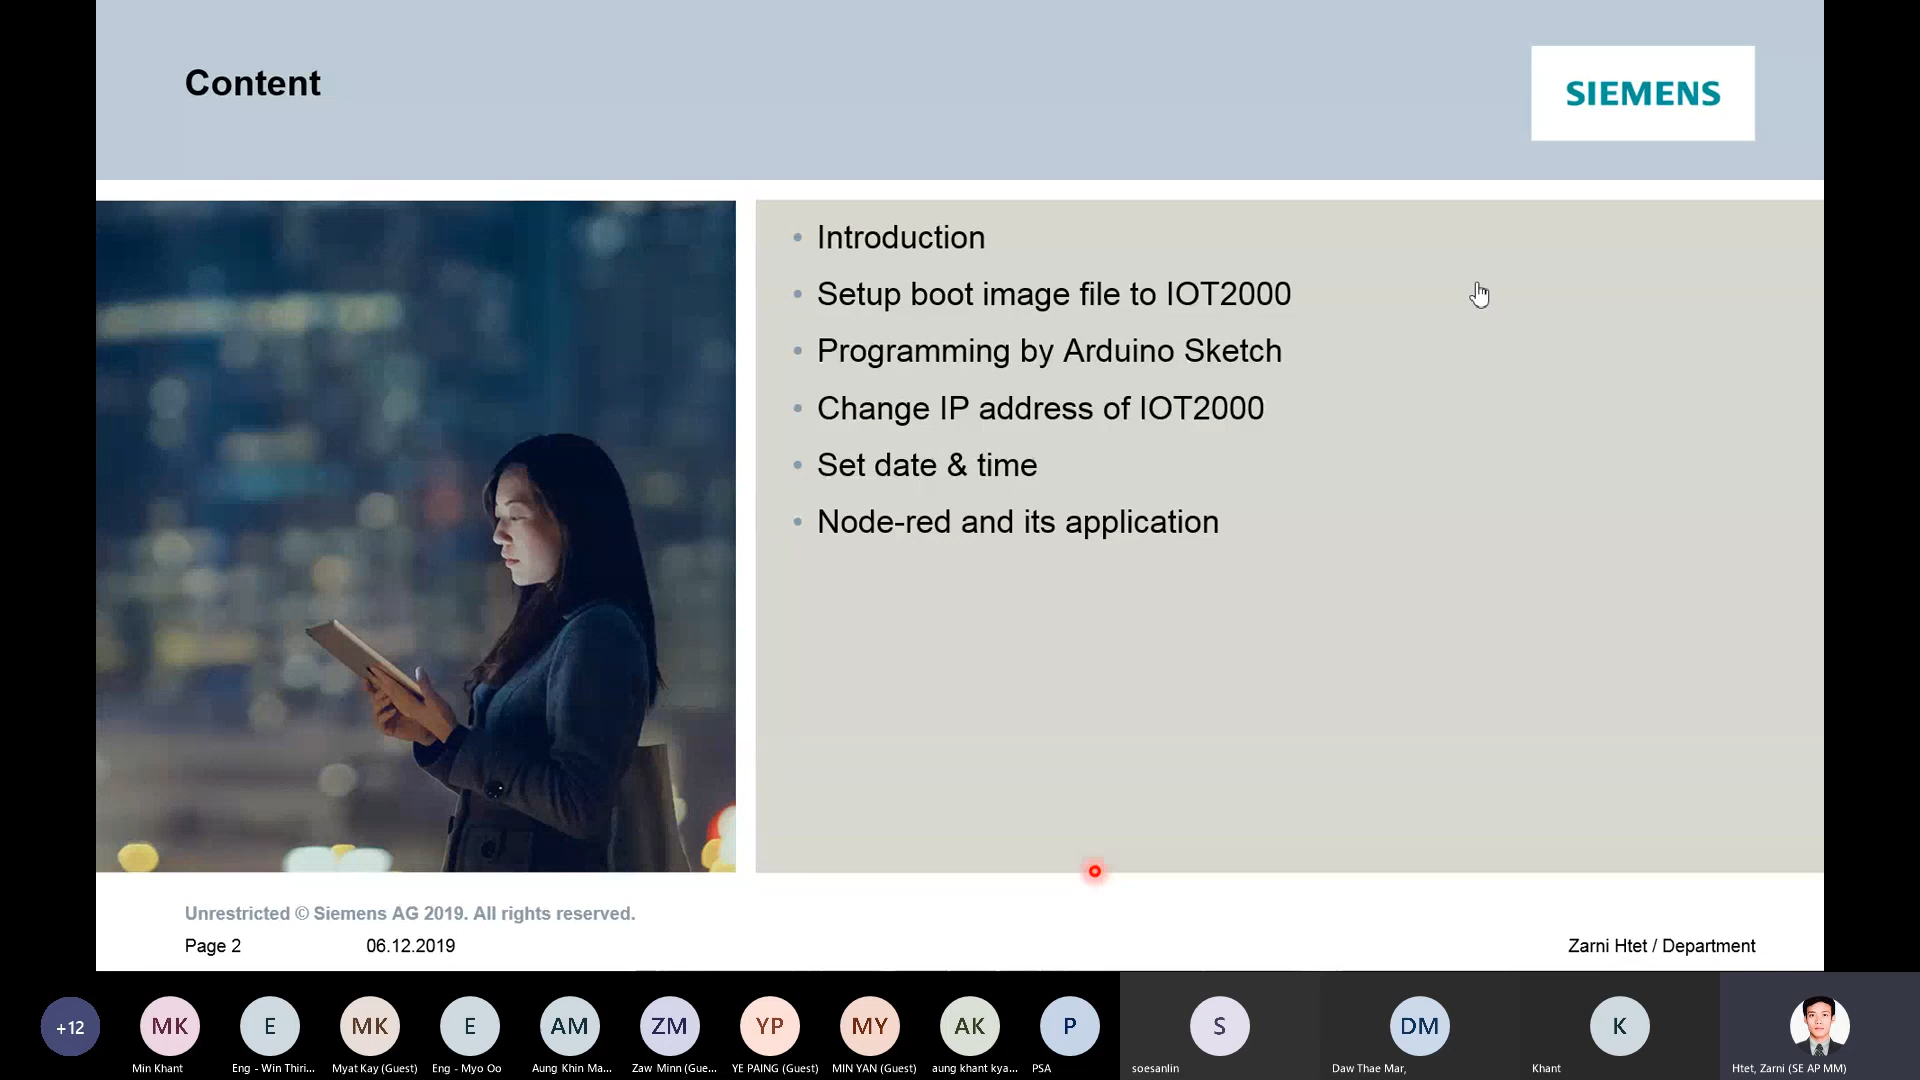 Content
SIEMENS
• Introduction
• Setup boot image file to IOT2000
• Programming by Arduino Sketch
• Change IP address of IOT2000
• Set date & time
• Node-red and its application
Unrestricted © Siemens AG 2019. All rights reserved.
Page 2 06.12.2019 Zarni Htet / Department
+12 MK E MK E AM ZM YP MY AK P S DM K
Min Khant Eng - Win Thiri... Myat Kay (Guest) Eng - Myo Oo Aung Khin Ma... Zaw Minn (Gue... YE PAING (Guest) MIN YAN (Guest) aung khant kya... PSA soesanlin Daw Thae Mar, Khant Htet, Zarni (SE AP MM)